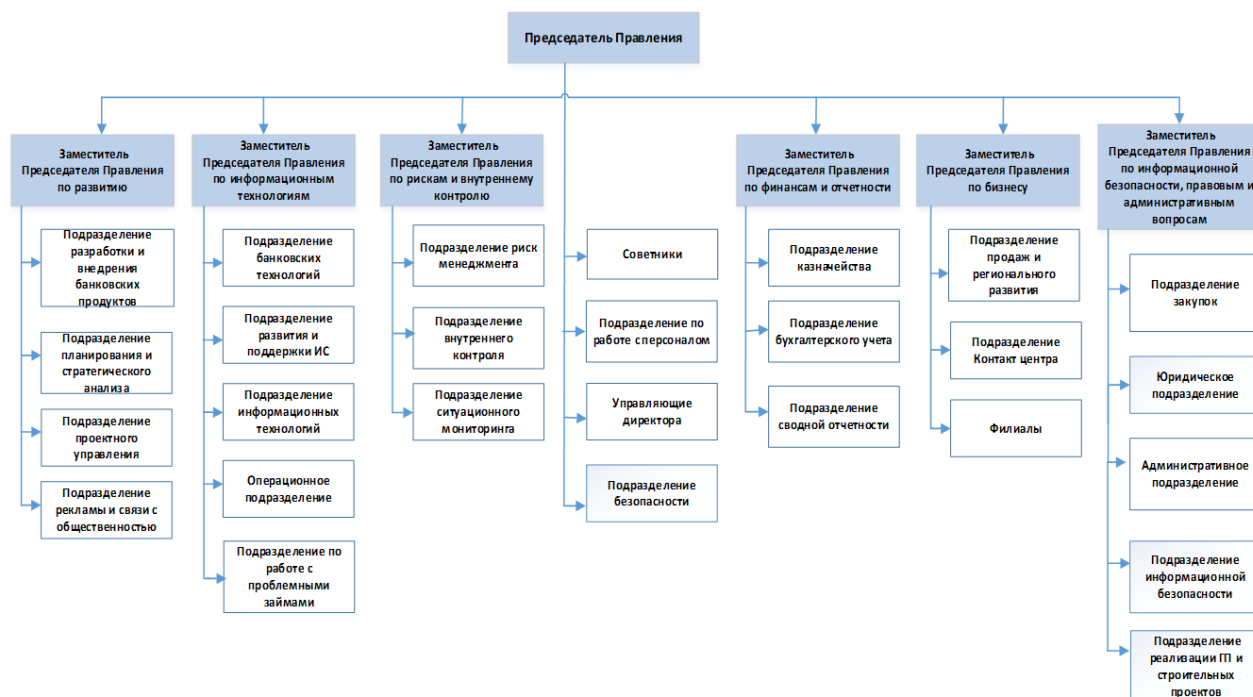 Председатель Правления
Заместитель
Председателя Правления
по развитию
Подразделение
разработки и
внедрения
банковских
продуктов
Подразделение
планирования и
стратегического
анализа
Подразделение
проектного
управления
Подразделение
рекламы и связи с
общественностью
Заместитель
Председателя Правления
по информационным
технологиям
Подразделение
банковских
технологий
Подразделение
развития и
поддержки ИС
Подразделение
информационных
технологий
Операционное
подразделение
Подразделение по
работе с
проблемными
займами
Заместитель
Председателя Правления
по рискам и внутреннему
контролю
Подразделение риск
менеджмента
Подразделение
внутреннего
контроля
Подразделение
ситуационного
мониторинга
Советники
Подразделение по
работе с персоналом
Управляющие
директора
Подразделение
безопасности
Заместитель
Председателя Правления
по финансам и отчетности
Подразделение
казначейства
Подразделение
бухгалтерского учета
Подразделение
сводной отчетности
Заместитель
Председателя Правления
по бизнесу
Подразделение
продаж и
регионального
развития
Подразделение
Контакт центра
Филиалы
Заместитель
Председателя Правления
по информационной
безопасности, правовым и
административным
вопросам
Подразделение
закупок
Юридическое
подразделение
Административное
подразделение
Подразделение
информационной
безопасности
Подразделение
реализации ГП и
строительных
проектов